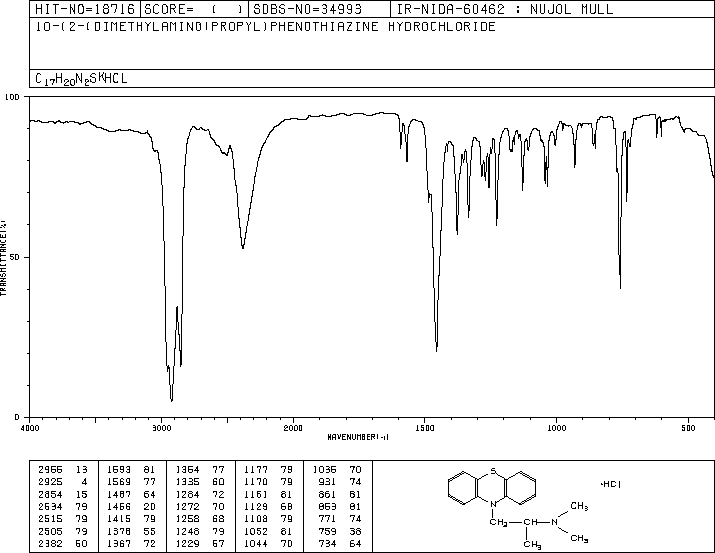 HIT-NO=18716 SCORE= ( ) SDBS-NO=34993 IR-NIDA-60462 : NUJOL MULL
10-(2-(DIMETHYLAMINO)PROPYL)PHENOTHIAZINE HYDROCHLORIDE
C17H20N2S*HCL
100
50
0
TRANSMITTANCE(%)
4000 3000 2000 1500 1000 500
WAVENUMBER(-1)
2966 13 1593 81 1364 77 1177 79 1036 70
2925 4 1569 77 1335 60 1170 79 931 74
2854 15 1487 64 1284 72 1161 81 861 81
2534 79 1456 20 1272 70 1129 68 853 81
2515 79 1415 79 1258 68 1108 79 771 74
2505 79 1378 55 1248 79 1052 81 759 38
2382 50 1367 72 1229 57 1044 70 734 64
S
•HCl
N
CH3
CH2—CH—N
CH3
CH3